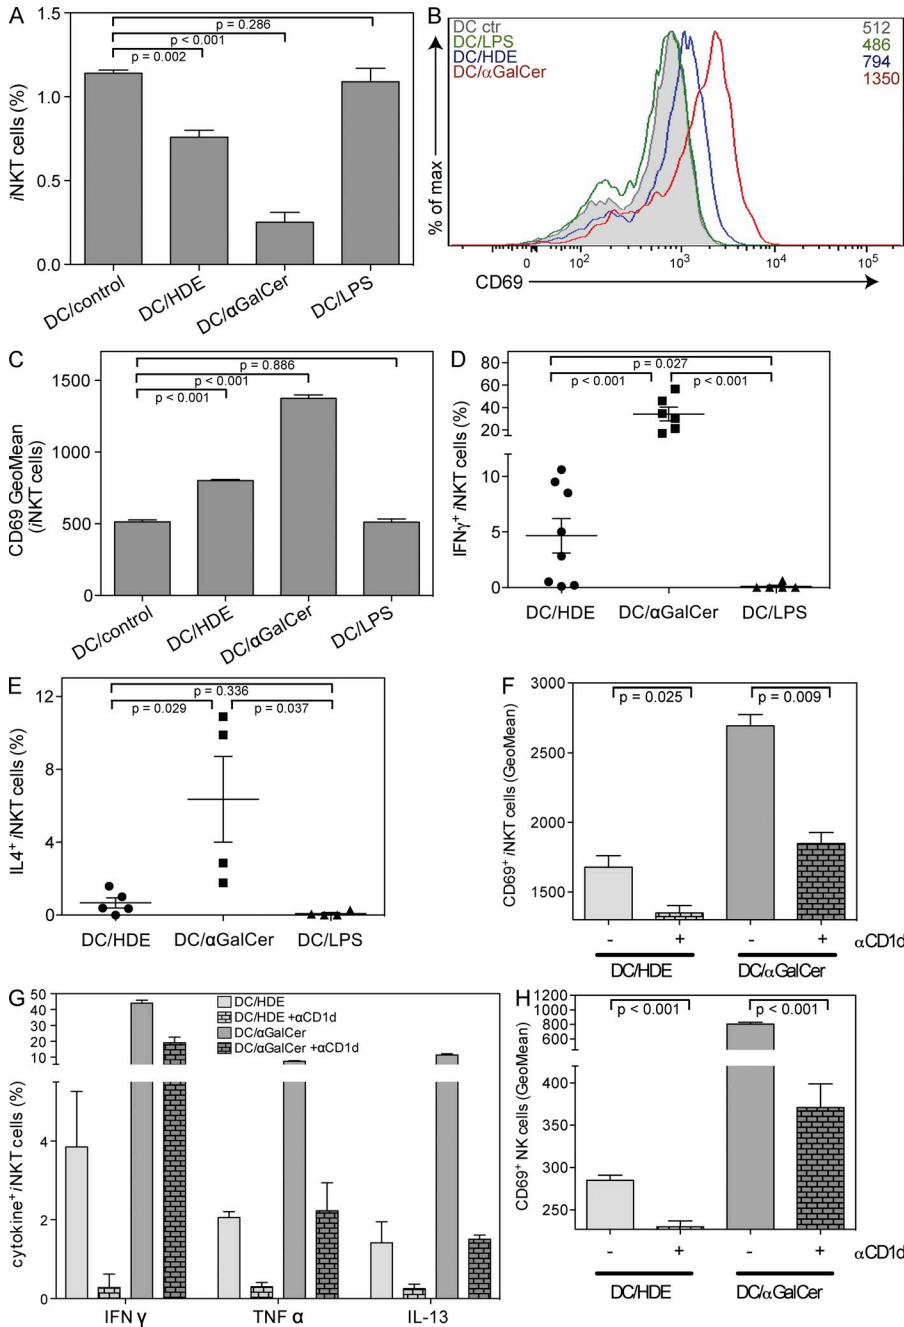 A
p = 0.286
p < 0.001
p = 0.002
iNKT cells (%)
1.5
1.0
0.5
0.0
DC/control
DC/HDE
DC/αGalCer
DC/LPS
B
DC ctr 512
DC/LPS 486
DC/HDE 794
DC/αGalCer 1350
% of max
0 10² 10³ 10⁴ 10⁵
CD69
C
p = 0.886
p < 0.001
p < 0.001
CD69 GeoMean
(iNKT cells)
1500
1000
500
0
DC/control
DC/HDE
DC/αGalCer
DC/LPS
D
p = 0.027
p < 0.001 p < 0.001
IFNγ⁺ iNKT cells (%)
80
60
40
20
10
5
0
DC/HDE DC/αGalCer DC/LPS
E
p = 0.336
p = 0.029 p = 0.037
IL4⁺ iNKT cells (%)
12
8
4
0
DC/HDE DC/αGalCer DC/LPS
F
p = 0.025 p = 0.009
CD69⁺ iNKT cells (GeoMean)
3000
2500
2000
1500
- + - + αCD1d
DC/HDE DC/αGalCer
G
DC/HDE
DC/HDE +αCD1d
DC/αGalCer
DC/αGalCer +αCD1d
cytokine⁺ iNKT cells (%)
50
40
30
20
10
4
2
0
IFN γ TNF α IL-13
H
p < 0.001 p < 0.001
CD69⁺ NK cells (GeoMean)
1200
1000
800
600
400
350
300
250
- + - + αCD1d
DC/HDE DC/αGalCer